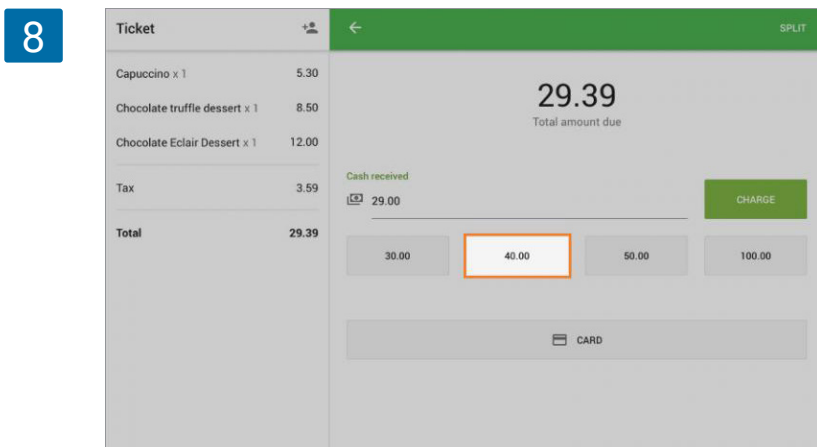 8
Ticket
SPLIT
Capuccino x 1 5.30
Chocolate truffle dessert x 1 8.50
Chocolate Eclair Dessert x 1 12.00
Tax 3.59
Total 29.39
29.39
Total amount due
Cash received
29.00
CHARGE
30.00 40.00 50.00 100.00
CARD